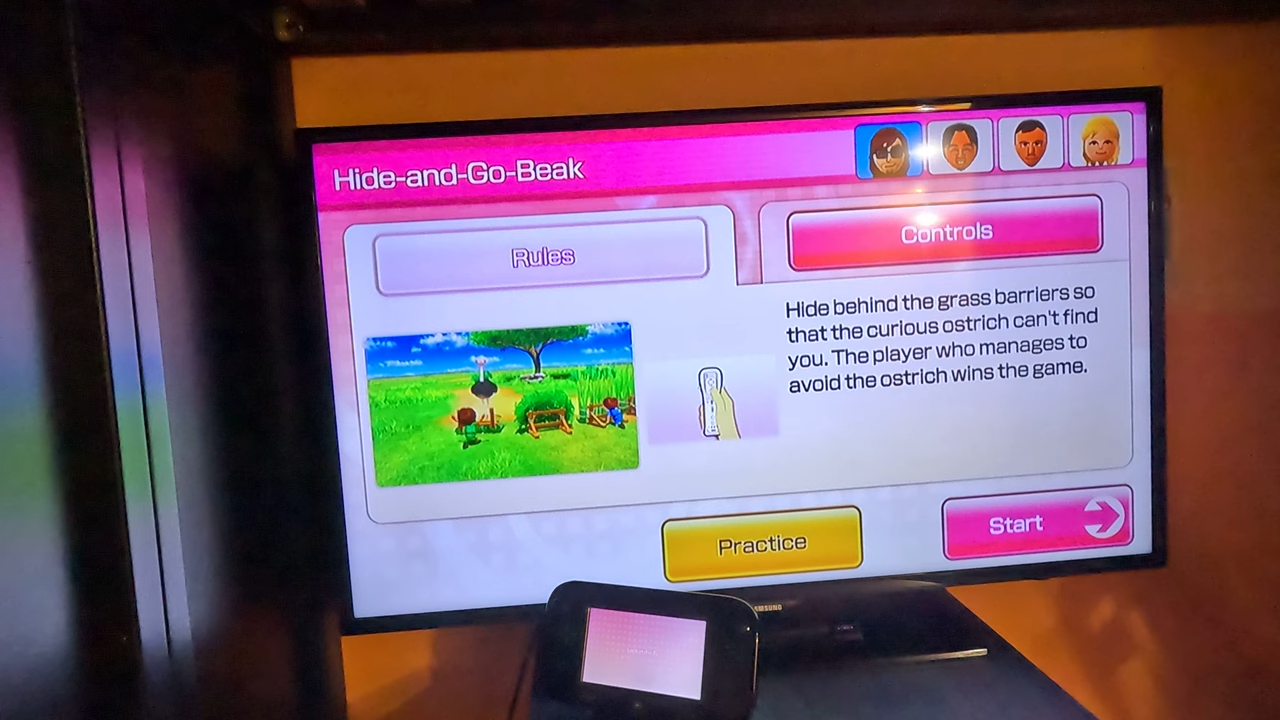 Hide-and-Go-Beak
Rules
Controls
Hide behind the grass barriers so
that the curious ostrich can't find
you. The player who manages to
avoid the ostrich wins the game.
Practice
Start
SAMSUNG